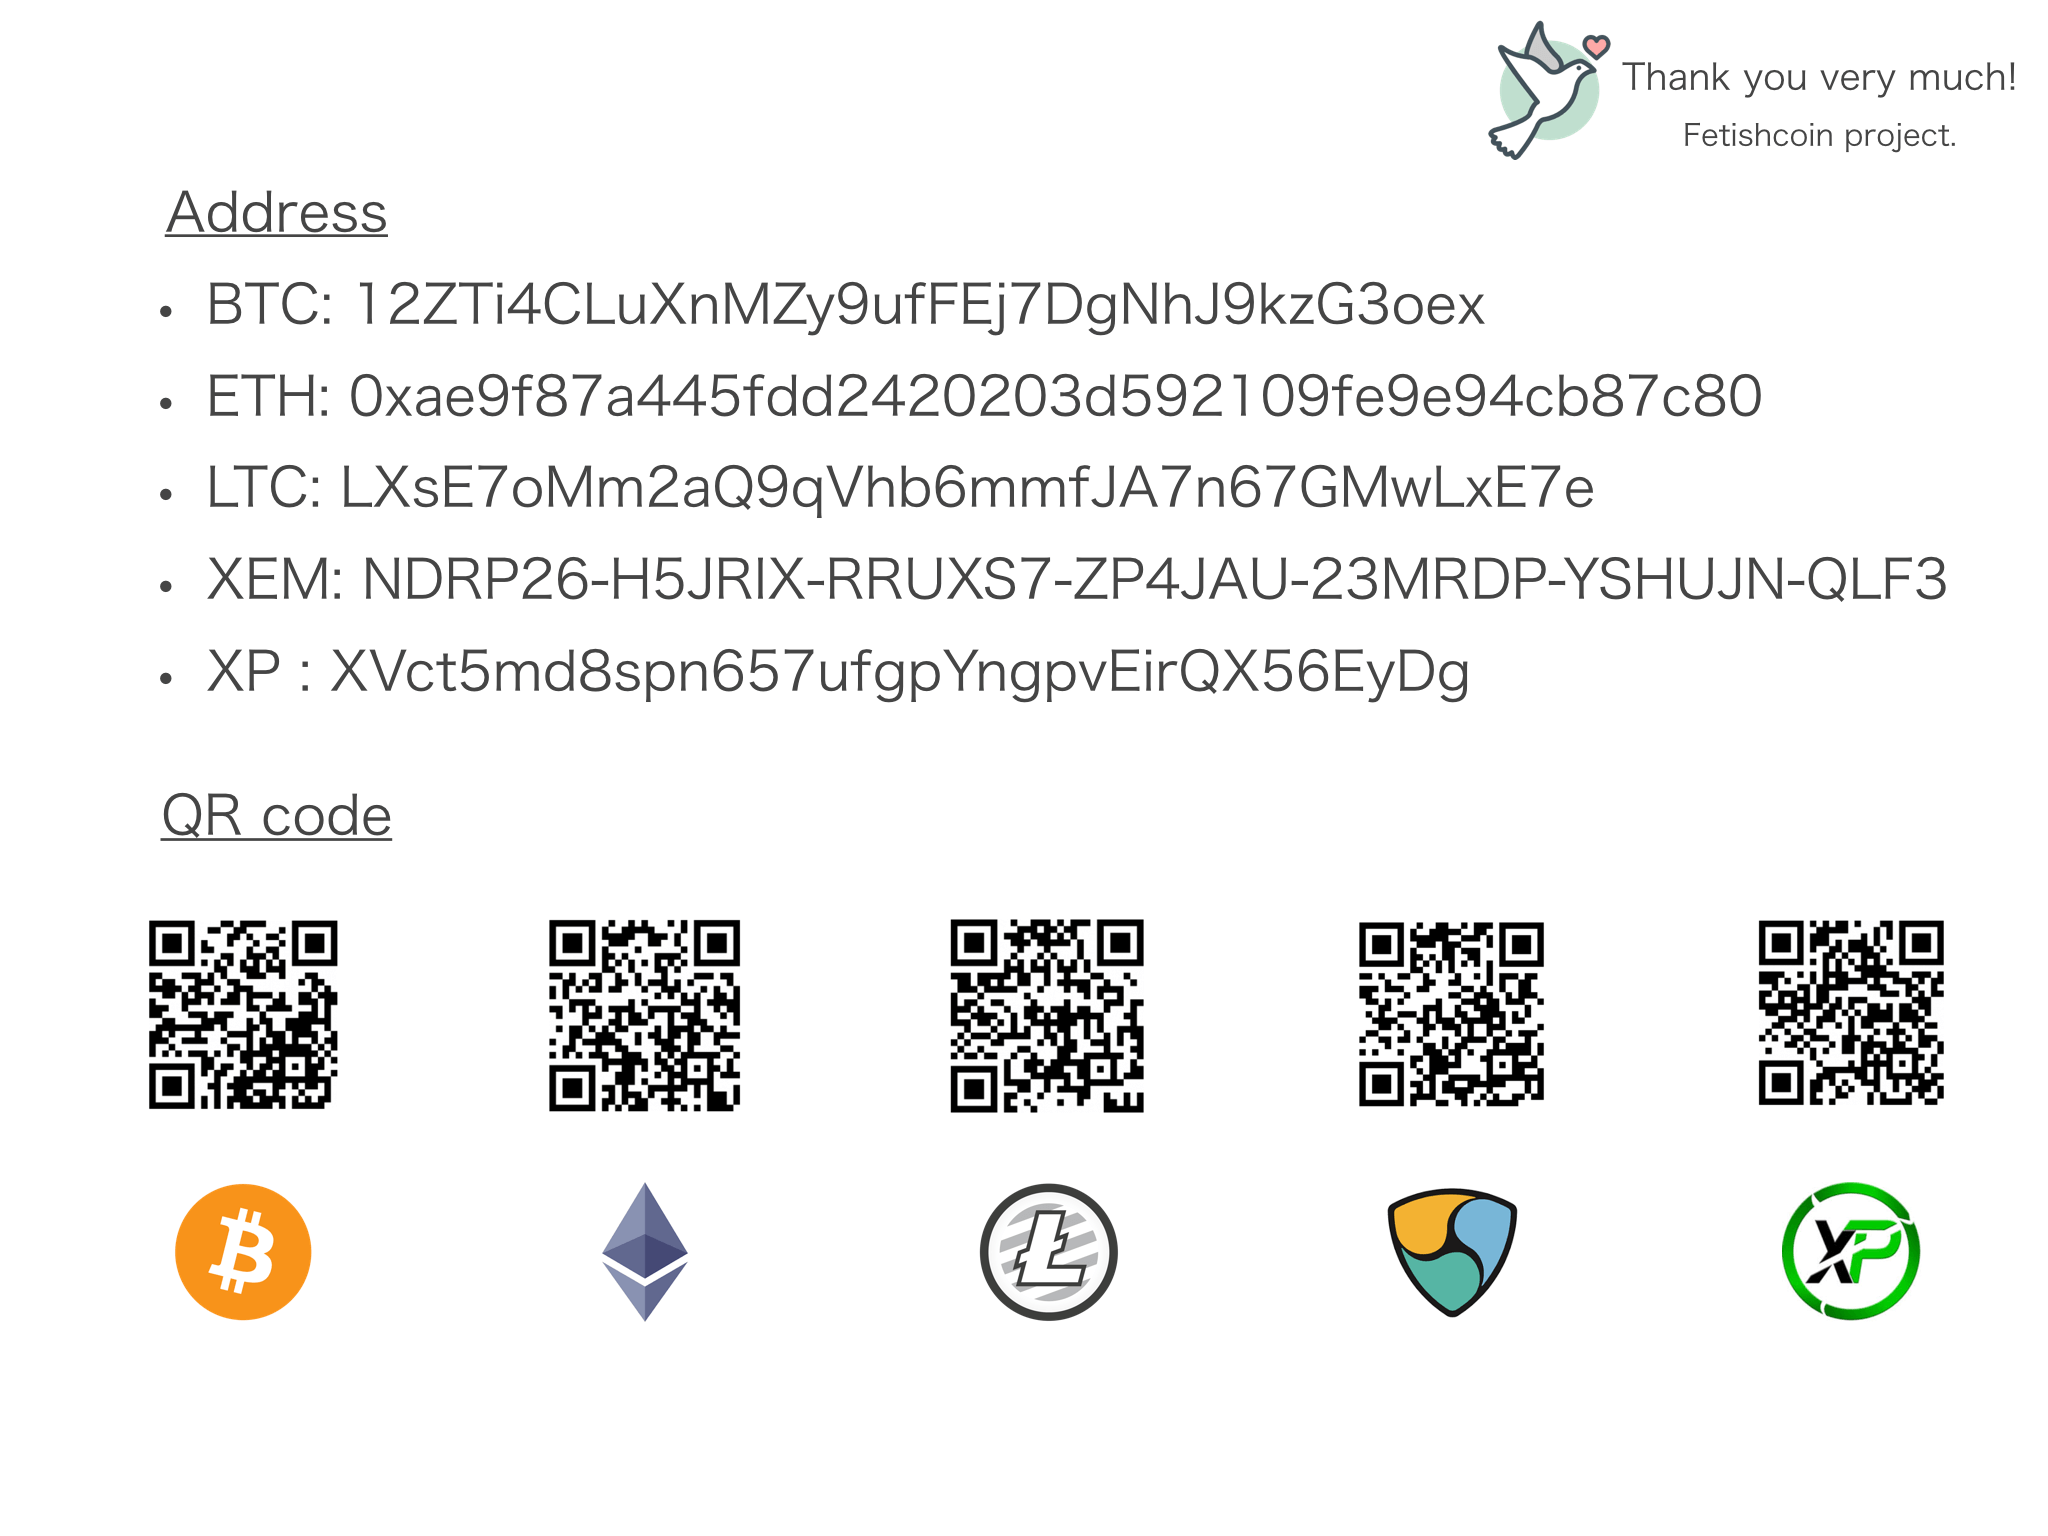 Thank you very much!
Fetishcoin project.
Address
• BTC: 12ZTi4CLuXnMZy9ufFEj7DgNhJ9kzG3oex
• ETH: 0xae9f87a445fdd2420203d592109fe9e94cb87c80
• LTC: LXsE7oMm2aQ9qVhb6mmfJA7n67GMwLxE7e
• XEM: NDRP26-H5JRIX-RRUXS7-ZP4JAU-23MRDP-YSHUJN-QLF3
• XP : XVct5md8spn657ufgpYngpvEirQX56EyDg
QR code
XP